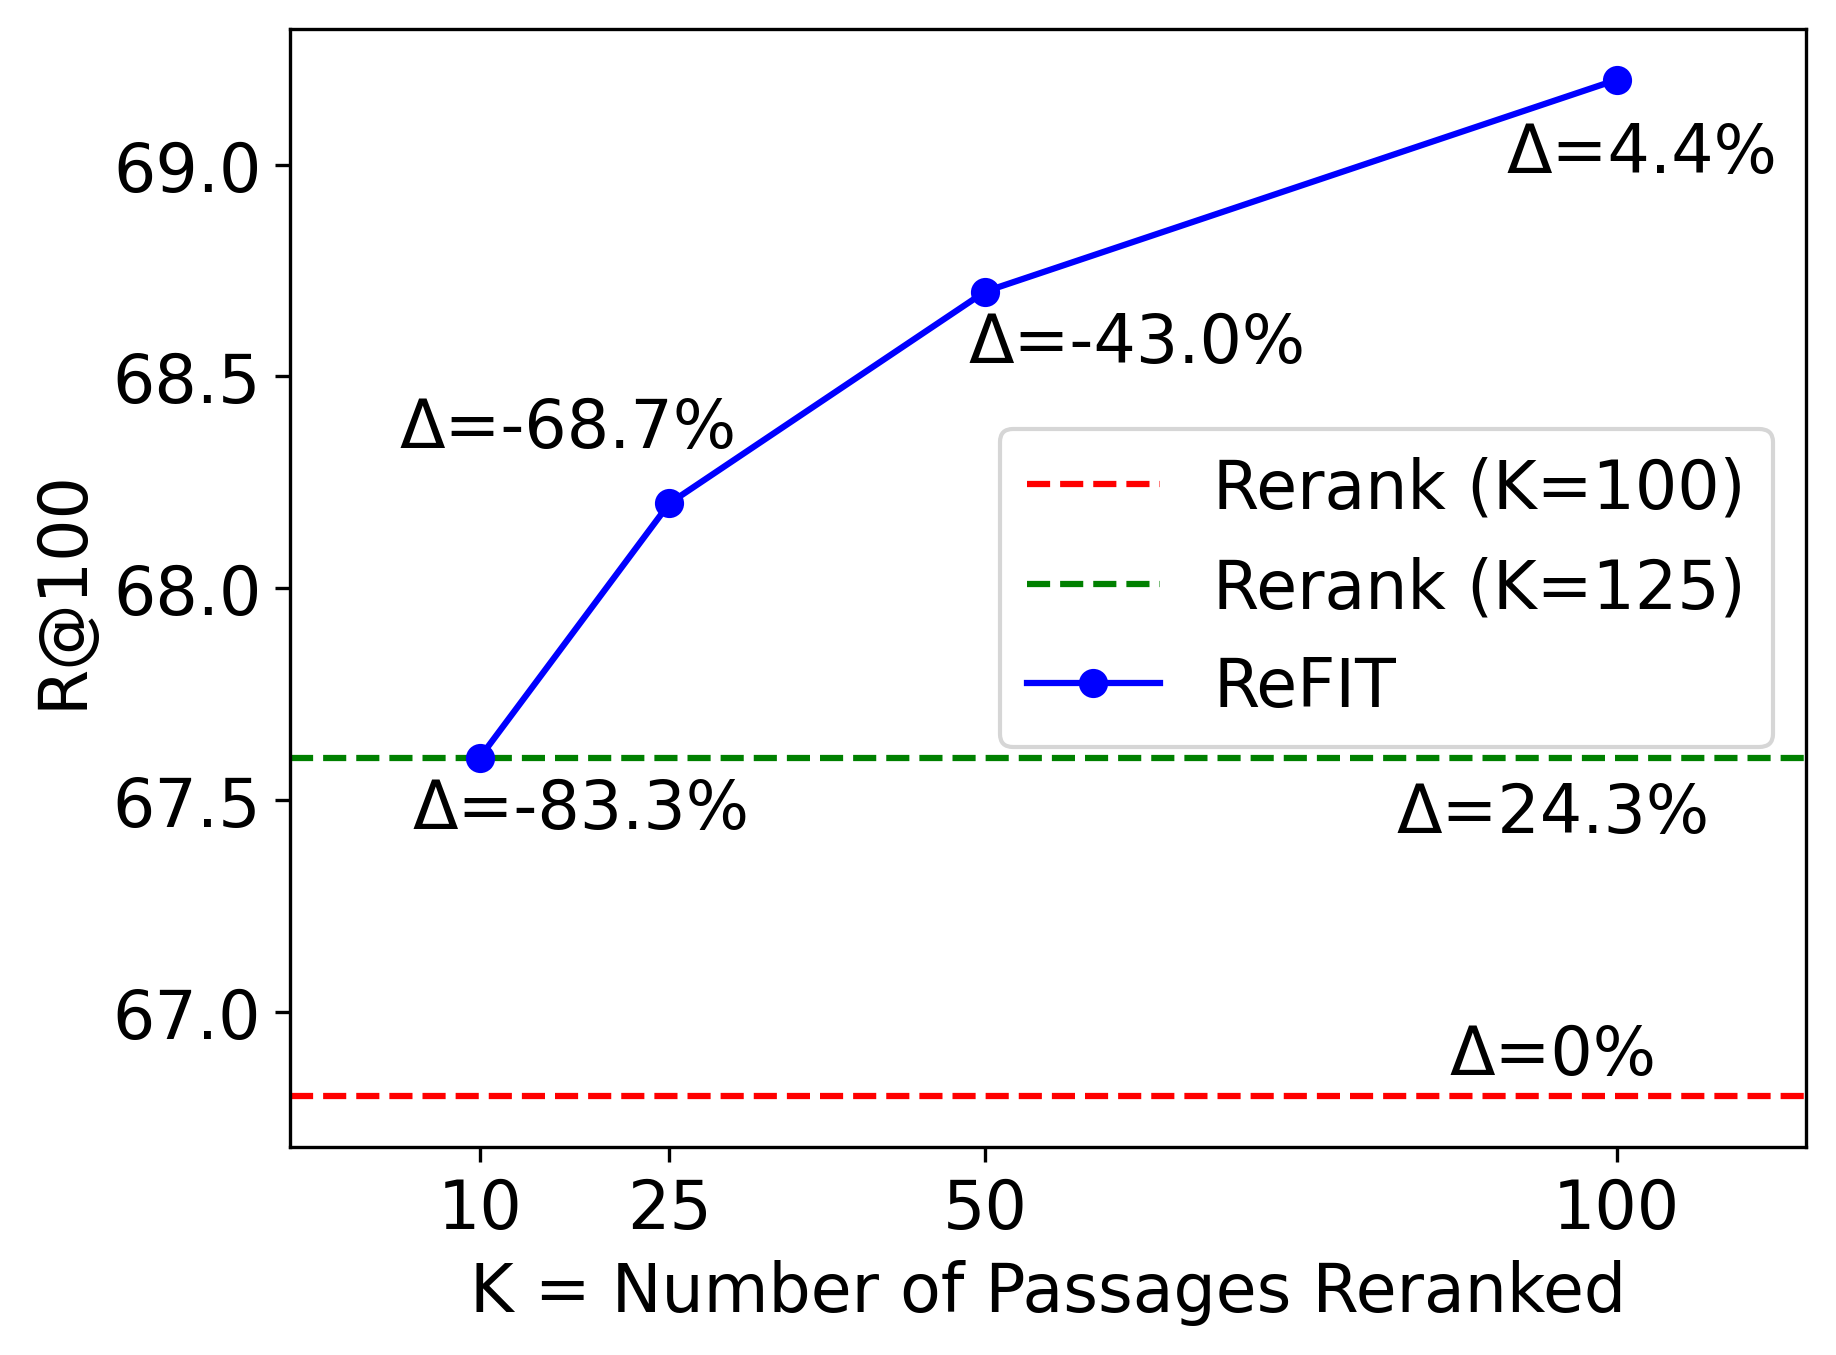 69.0
68.5
68.0
67.5
67.0
R@100
Δ=4.4%
Δ=-43.0%
Δ=-68.7%
Rerank (K=100)
Rerank (K=125)
ReFIT
Δ=-83.3%
Δ=24.3%
Δ=0%
10 25 50 100
K = Number of Passages Reranked